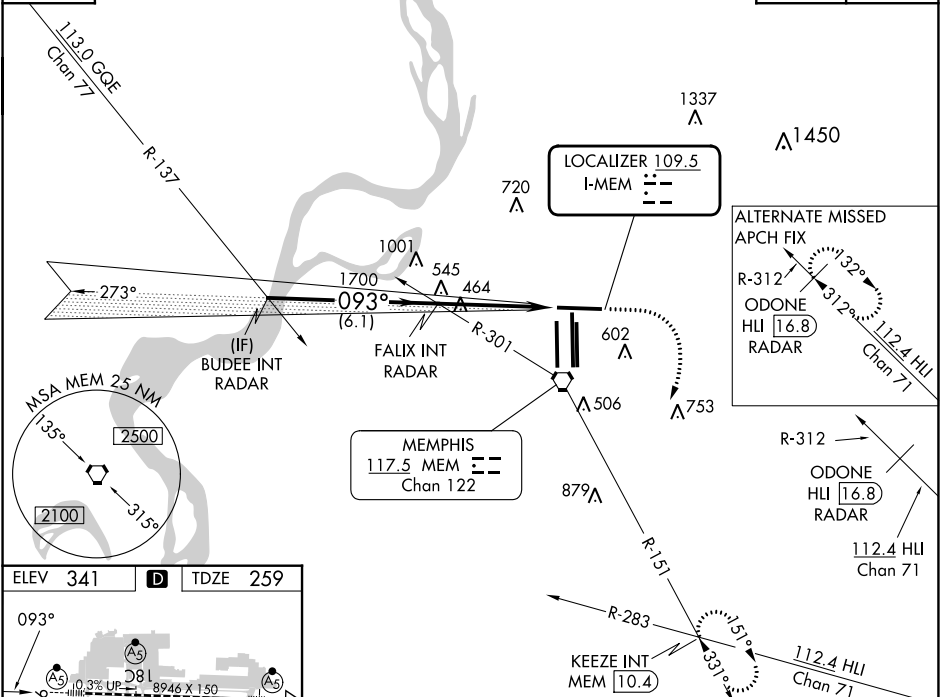 113.0 GQE
Chan 77
R-137
1337
1450
LOCALIZER 109.5
I-MEM
720
ALTERNATE MISSED
APCH FIX
R-312
132°
312°
ODONE
HLI 16.8
RADAR
112.4 HLI
Chan 71
1001
1700
545
464
273°
093°
(6.1)
R-301
(IF)
BUDEE INT
RADAR
FALIX INT
RADAR
602
506
753
MSA MEM 25 NM
135°
2500
2100
315°
MEMPHIS
117.5 MEM
Chan 122
R-312
ODONE
HLI 16.8
RADAR
879
112.4 HLI
Chan 71
R-151
ELEV 341 D TDZE 259
093°
A5
A5
A5
18C
0.3% UP
8946 X 150
R-283
151°
331°
KEEZE INT
MEM 10.4
112.4 HLI
Chan 71